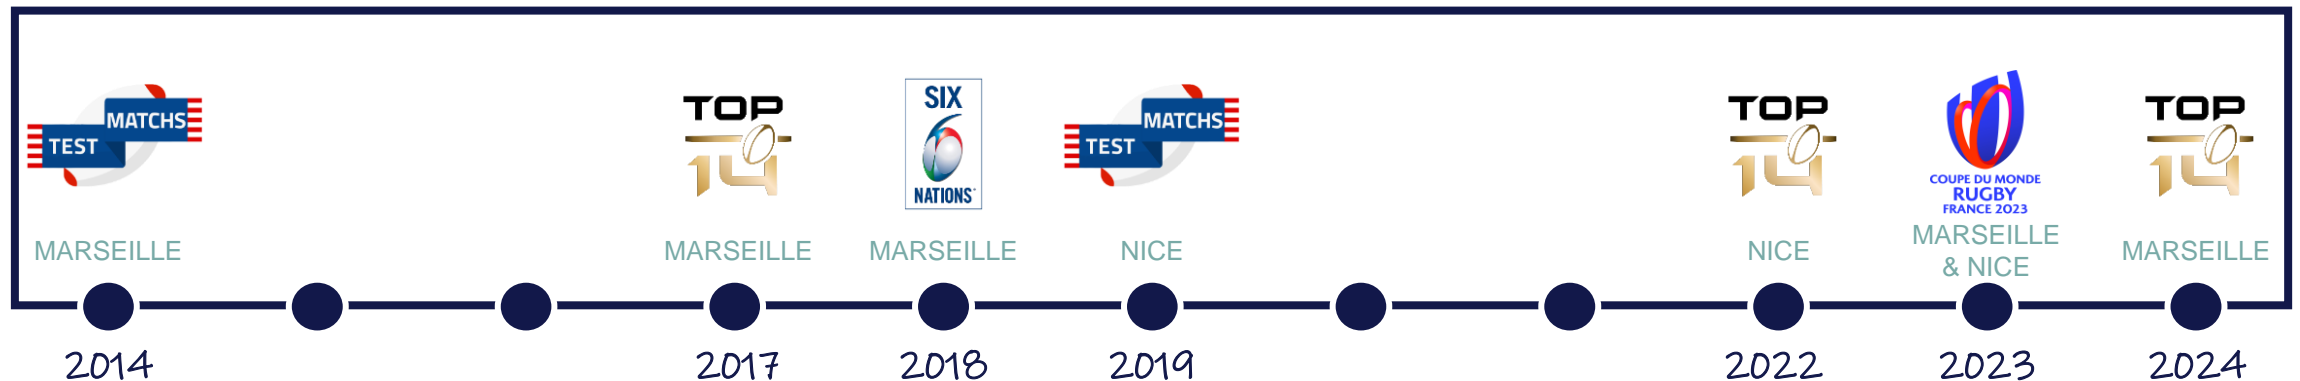 TEST MATCHS
MARSEILLE
2014
TOP
14
MARSEILLE
2017
SIX
6
NATIONS
MARSEILLE
2018
TEST MATCHS
NICE
2019
TOP
14
NICE
2022
COUPE DU MONDE
RUGBY
FRANCE 2023
MARSEILLE
& NICE
2023
TOP
14
MARSEILLE
2024